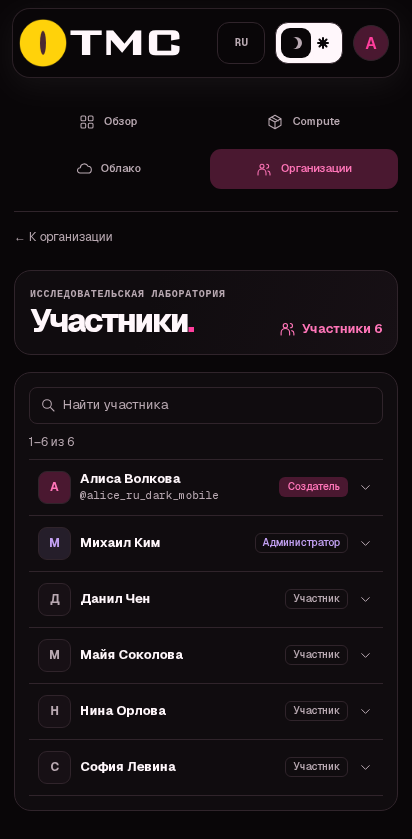 TMC
RU
A
Обзор
Compute
Облако
Организации
← К организации
ИССЛЕДОВАТЕЛЬСКАЯ ЛАБОРАТОРИЯ
Участники.
Участники 6
Найти участника
1–6 из 6
А
Алиса Волкова
@alice_ru_dark_mobile
Создатель
М
Михаил Ким
Администратор
Д
Данил Чен
Участник
М
Майя Соколова
Участник
Н
Нина Орлова
Участник
С
София Левина
Участник